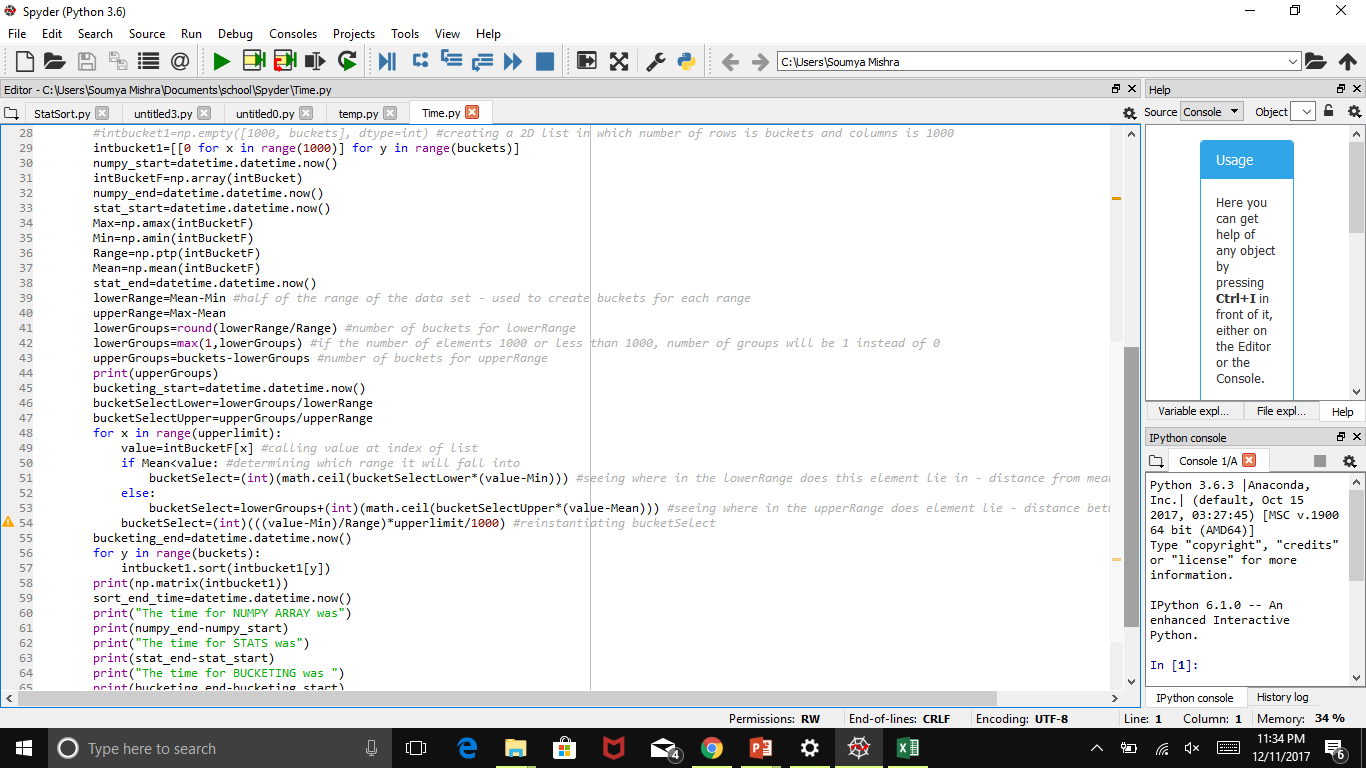 Spyder (Python 3.6)
File Edit Search Source Run Debug Consoles Projects Tools View Help
C:\Users\Soumya Mishra
Editor - C:\Users\Soumya Mishra\Documents\school\Spyder\Time.py
StatSort.py untitled3.py untitled0.py temp.py Time.py
28 #intbucket1=np.empty([1000, buckets], dtype=int) #creating a 2D list in which number of rows is buckets and columns is 1000
29 intbucket1=[[0 for x in range(1000)] for y in range(buckets)]
30 numpy_start=datetime.datetime.now()
31 intBucketF=np.array(intBucket)
32 numpy_end=datetime.datetime.now()
33 stat_start=datetime.datetime.now()
34 Max=np.amax(intBucketF)
35 Min=np.amin(intBucketF)
36 Range=np.ptp(intBucketF)
37 Mean=np.mean(intBucketF)
38 stat_end=datetime.datetime.now()
39 lowerRange=Mean-Min #half of the range of the data set - used to create buckets for each range
40 upperRange=Max-Mean
41 lowerGroups=round(lowerRange/Range) #number of buckets for lowerRange
42 lowerGroups=max(1,lowerGroups) #if the number of elements 1000 or less than 1000, number of groups will be 1 instead of 0
43 upperGroups=buckets-lowerGroups #number of buckets for upperRange
44 print(upperGroups)
45 bucketing_start=datetime.datetime.now()
46 bucketSelectLower=lowerGroups/lowerRange
47 bucketSelectUpper=upperGroups/upperRange
48 for x in range(upperlimit):
49 value=intBucketF[x] #calling value at index of list
50 if Mean<value: #determining which range it will fall into
51 bucketSelect=(int)(math.ceil(bucketSelectLower*(value-Min))) #seeing where in the lowerRange does this element lie in - distance from mean
52 else:
53 bucketSelect=lowerGroups+(int)(math.ceil(bucketSelectUpper*(value-Mean))) #seeing where in the upperRange does element lie - distance bet
54 bucketSelect=(int)(((value-Min)/Range)*upperlimit/1000) #reinstantiating bucketSelect
55 bucketing_end=datetime.datetime.now()
56 for y in range(buckets):
57 intbucket1.sort(intbucket1[y])
58 print(np.matrix(intbucket1))
59 sort_end_time=datetime.datetime.now()
60 print("The time for NUMPY ARRAY was")
61 print(numpy_end-numpy_start)
62 print("The time for STATS was")
63 print(stat_end-stat_start)
64 print("The time for BUCKETING was ")
65 print(bucketing_end-bucketing_start)
Help
Source Console Object
Usage
Here you
can get
help of
any object
by
pressing
Ctrl+I in
front of it,
either on
the Editor
or the
Console.
Variable expl... File expl... Help
IPython console
Console 1/A
Python 3.6.3 |Anaconda,
Inc.| (default, Oct 15
2017, 03:27:45) [MSC v.1900
64 bit (AMD64)]
Type "copyright", "credits"
or "license" for more
information.
IPython 6.1.0 -- An
enhanced Interactive
Python.
In [1]:
IPython console History log
Permissions: RW End-of-lines: CRLF Encoding: UTF-8 Line: 1 Column: 1 Memory: 34 %
Type here to search
4
11:34 PM
12/11/2017
6